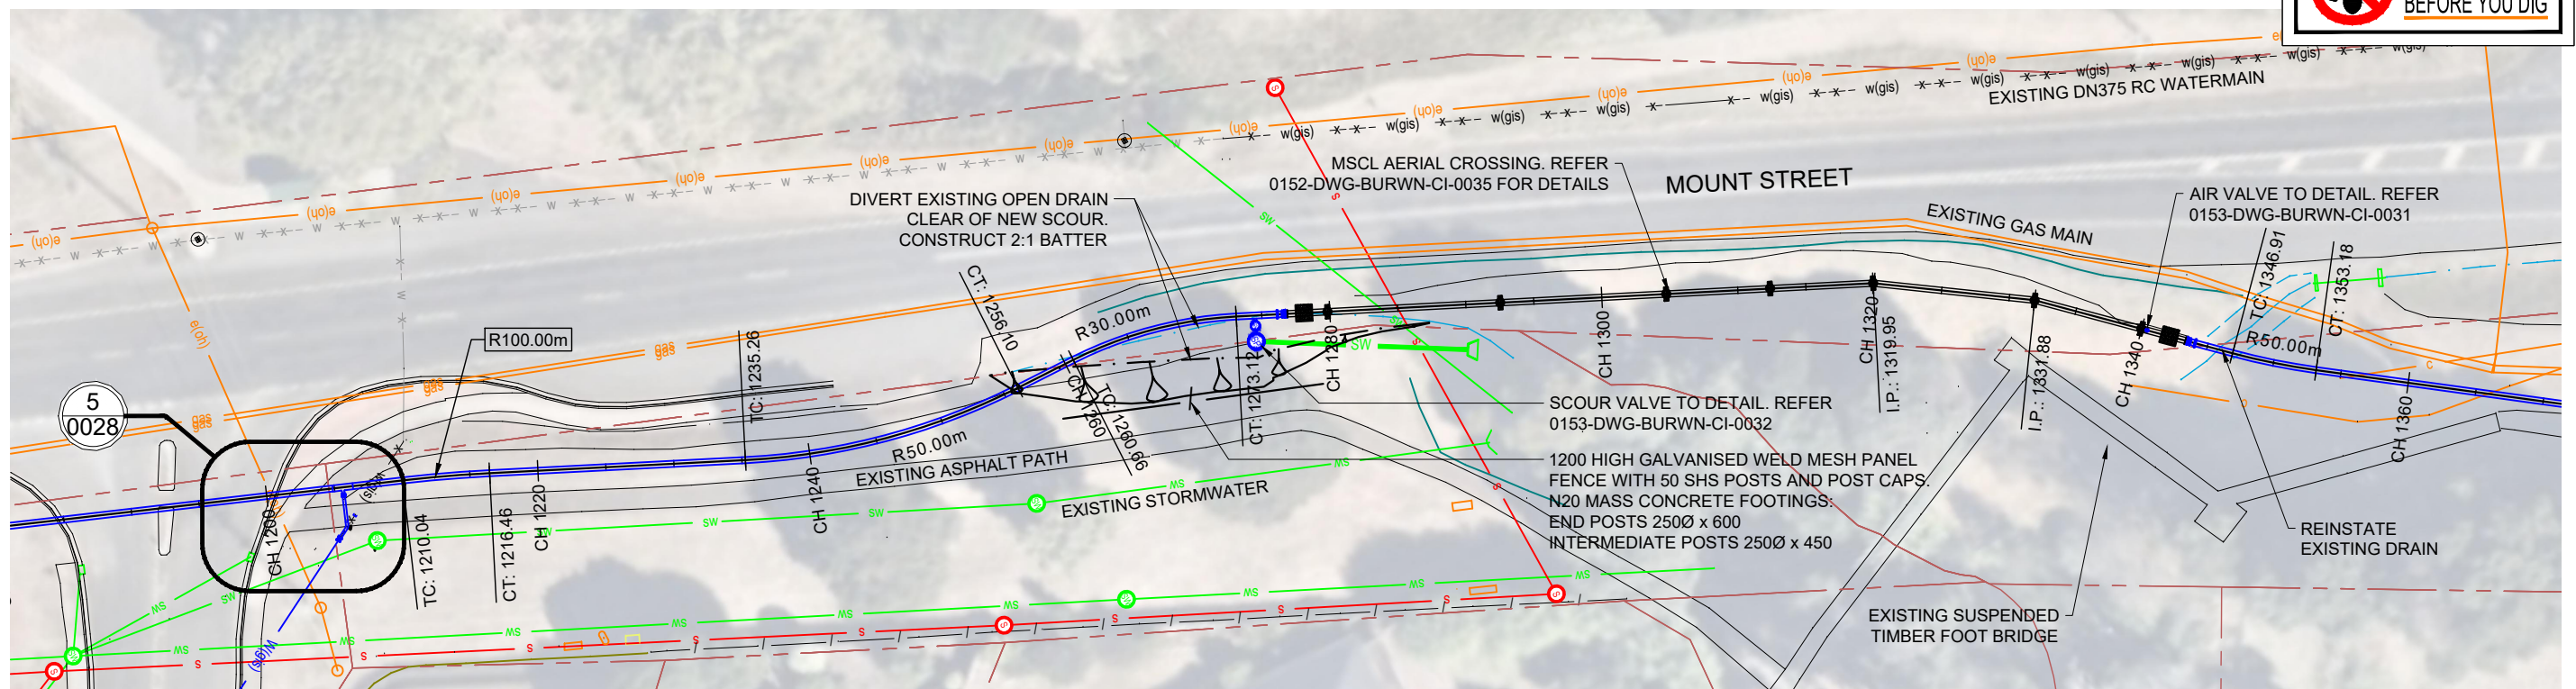 BEFORE YOU DIG
EXISTING DN375 RC WATERMAIN
MSCL AERIAL CROSSING. REFER
0152-DWG-BURWN-CI-0035 FOR DETAILS
MOUNT STREET
DIVERT EXISTING OPEN DRAIN
CLEAR OF NEW SCOUR.
CONSTRUCT 2:1 BATTER
AIR VALVE TO DETAIL. REFER
0153-DWG-BURWN-CI-0031
EXISTING GAS MAIN
R100.00m
TC: 1235.26
CT: 1256.10
R30.00m
CH 1260
TC: 1260.66
CT: 1273.12
CH 1280
SW
CH 1300
CH 1320
I.P.: 1319.95
I.P.: 1331.88
CH 1340
TC: 1346.91
CT: 1353.18
R50.00m
CH 1360
5
0028
R50.00m
EXISTING ASPHALT PATH
EXISTING STORMWATER
CH 1200
TC: 1210.04
CT: 1216.46
CH 1220
CH 1240
SCOUR VALVE TO DETAIL. REFER
0153-DWG-BURWN-CI-0032
1200 HIGH GALVANISED WELD MESH PANEL
FENCE WITH 50 SHS POSTS AND POST CAPS.
N20 MASS CONCRETE FOOTINGS:
END POSTS 250Ø x 600
INTERMEDIATE POSTS 250Ø x 450
REINSTATE
EXISTING DRAIN
EXISTING SUSPENDED
TIMBER FOOT BRIDGE
e(oh)
w(gis)
gas
gas
W(gis)
SW
S